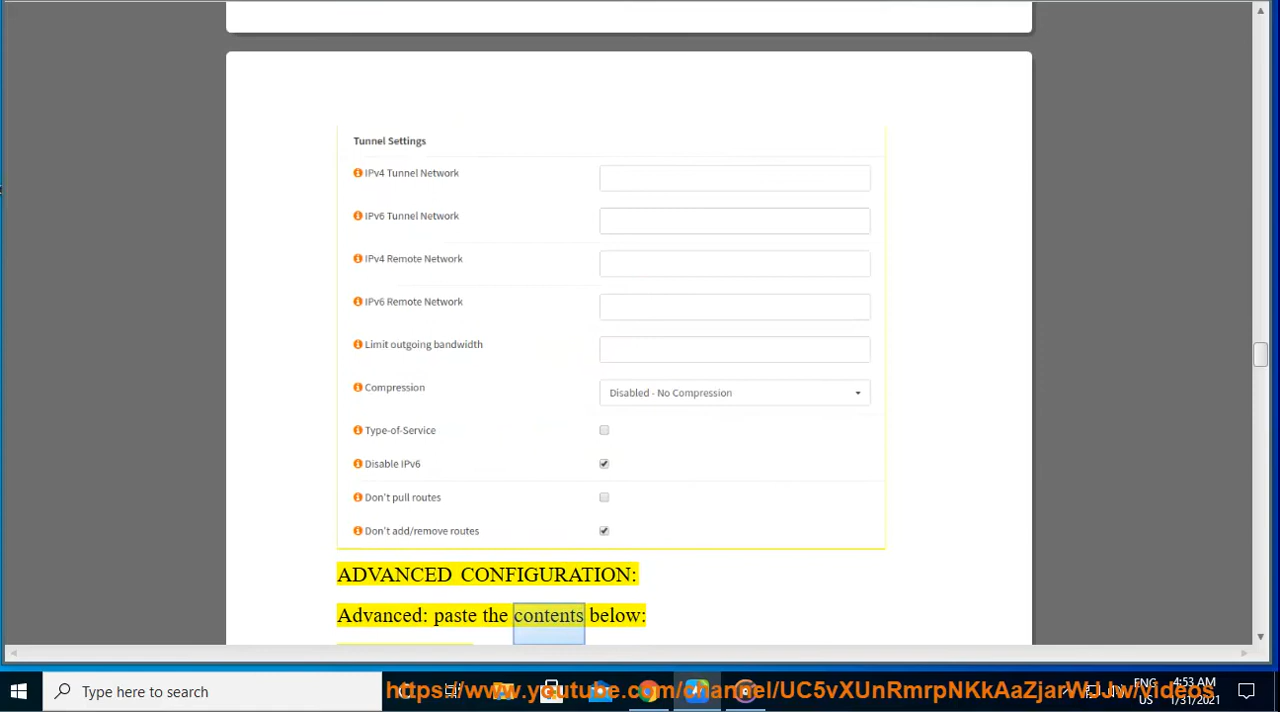 Tunnel Settings
IPv4 Tunnel Network
IPv6 Tunnel Network
IPv4 Remote Network
IPv6 Remote Network
Limit outgoing bandwidth
Compression
Disabled - No Compression
Type-of-Service
Disable IPv6
Don't pull routes
Don't add/remove routes
ADVANCED CONFIGURATION:
Advanced: paste the contents below:
Type here to search
https://www.youtube.com/channel/UC5vXUnRmrpNKkAaZjarWJJw/videos
ENG
US
4:53 AM
1/31/2021